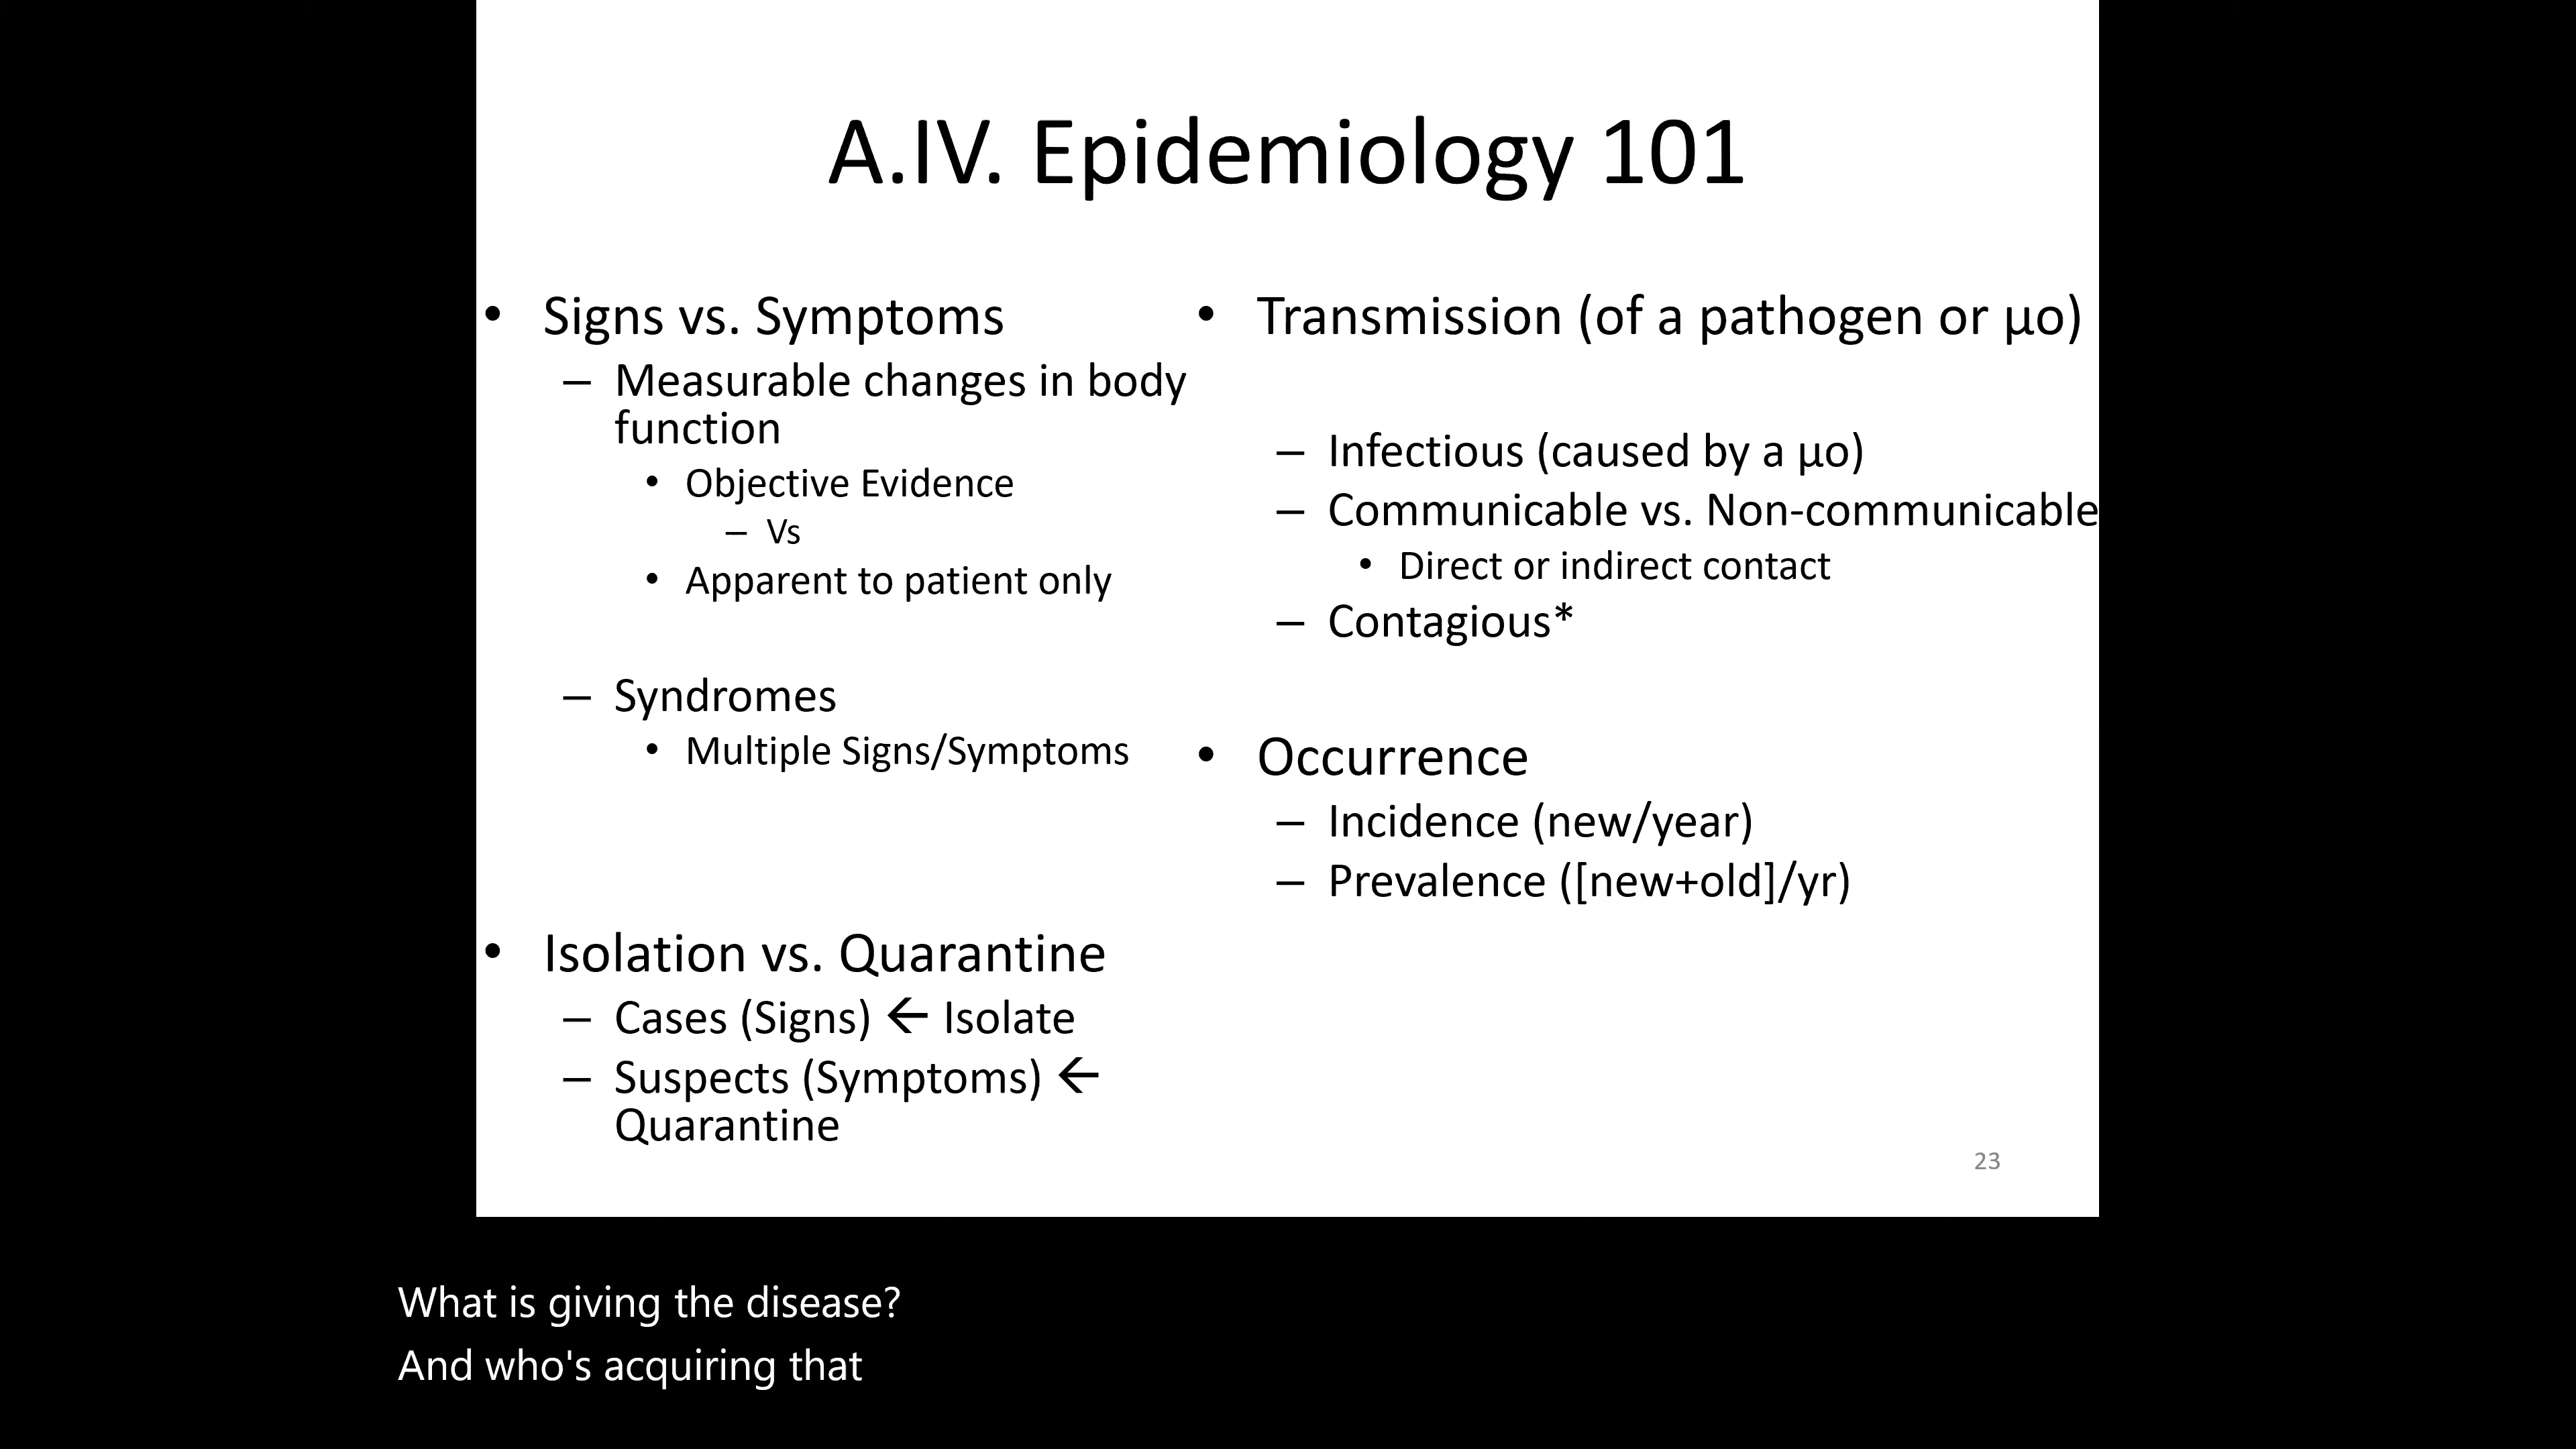 A.IV. Epidemiology 101
• Signs vs. Symptoms
– Measurable changes in body
function
• Objective Evidence
– Vs
• Apparent to patient only
– Syndromes
• Multiple Signs/Symptoms
• Isolation vs. Quarantine
– Cases (Signs) ← Isolate
– Suspects (Symptoms) ←
Quarantine
• Transmission (of a pathogen or µo)
– Infectious (caused by a µo)
– Communicable vs. Non-communicable
• Direct or indirect contact
– Contagious*
• Occurrence
– Incidence (new/year)
– Prevalence ([new+old]/yr)
23
What is giving the disease?
And who's acquiring that